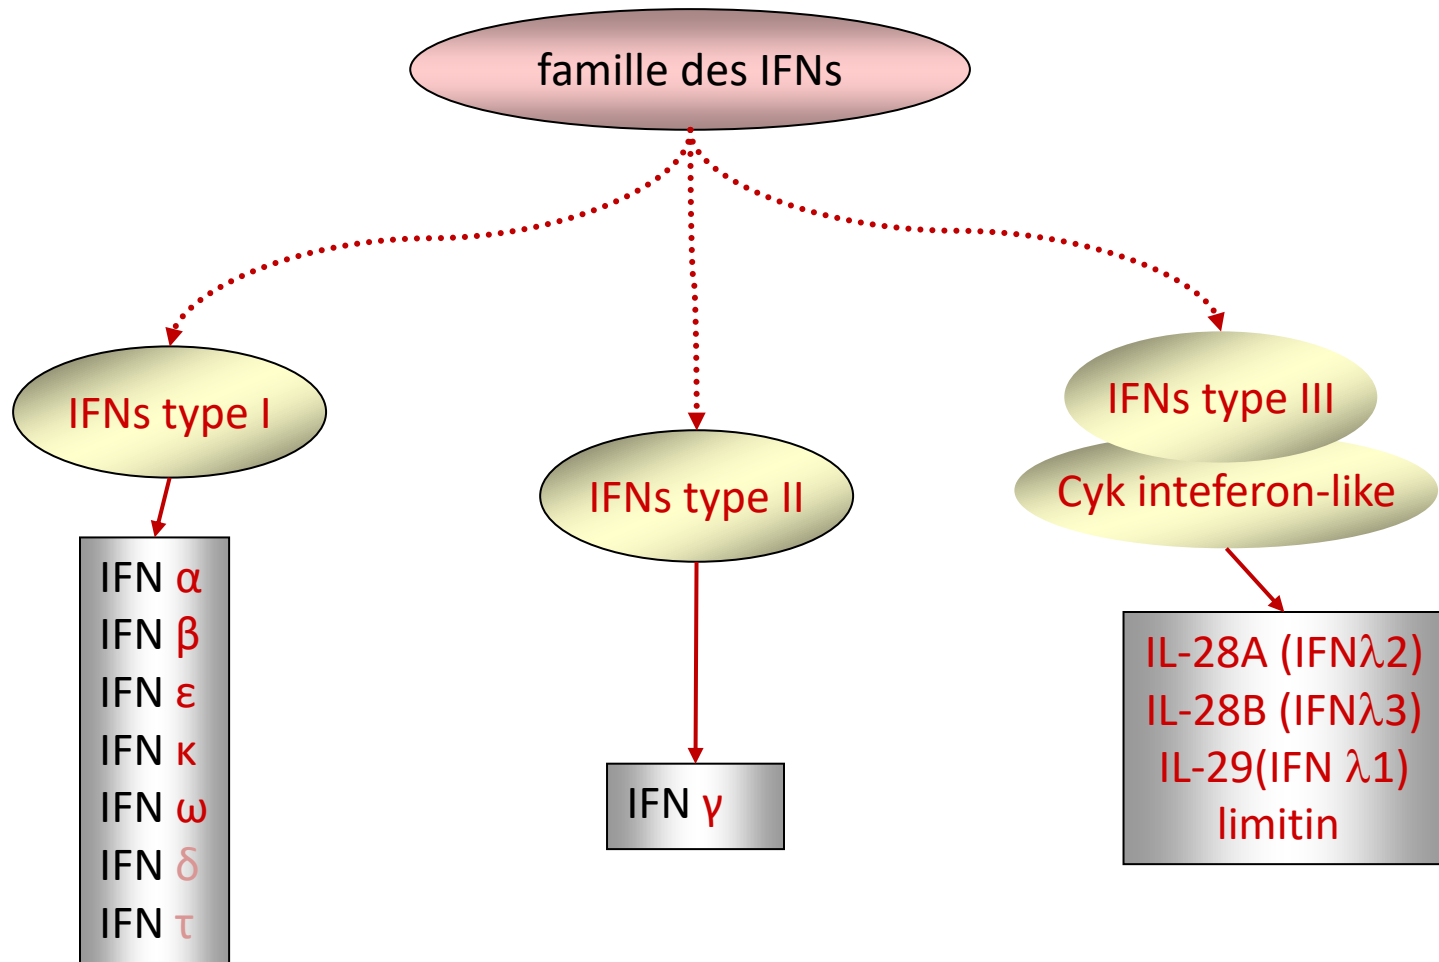 famille des IFNs
IFNs type I
IFN α
IFN β
IFN ε
IFN κ
IFN ω
IFN δ
IFN τ
IFNs type II
IFN γ
IFNs type III
Cyk inteferon-like
IL-28A (IFNλ2)
IL-28B (IFNλ3)
IL-29(IFN λ1)
limitin